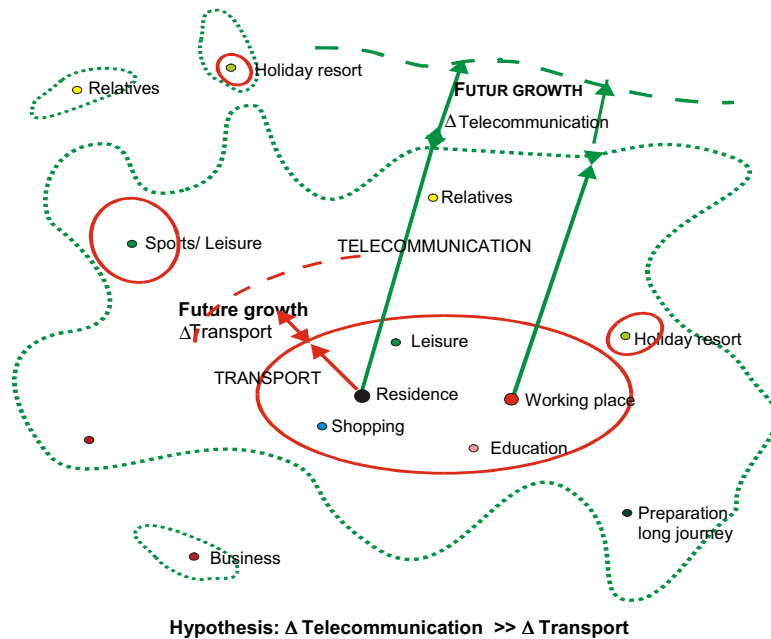 Holiday resort
Relatives
FUTUR GROWTH
Δ Telecommunication
Relatives
Sports/ Leisure
TELECOMMUNICATION
Future growth
ΔTransport
Leisure
Holiday resort
TRANSPORT
Residence
Working place
Shopping
Education
Preparation
long journey
Business
Hypothesis: Δ Telecommunication >> Δ Transport